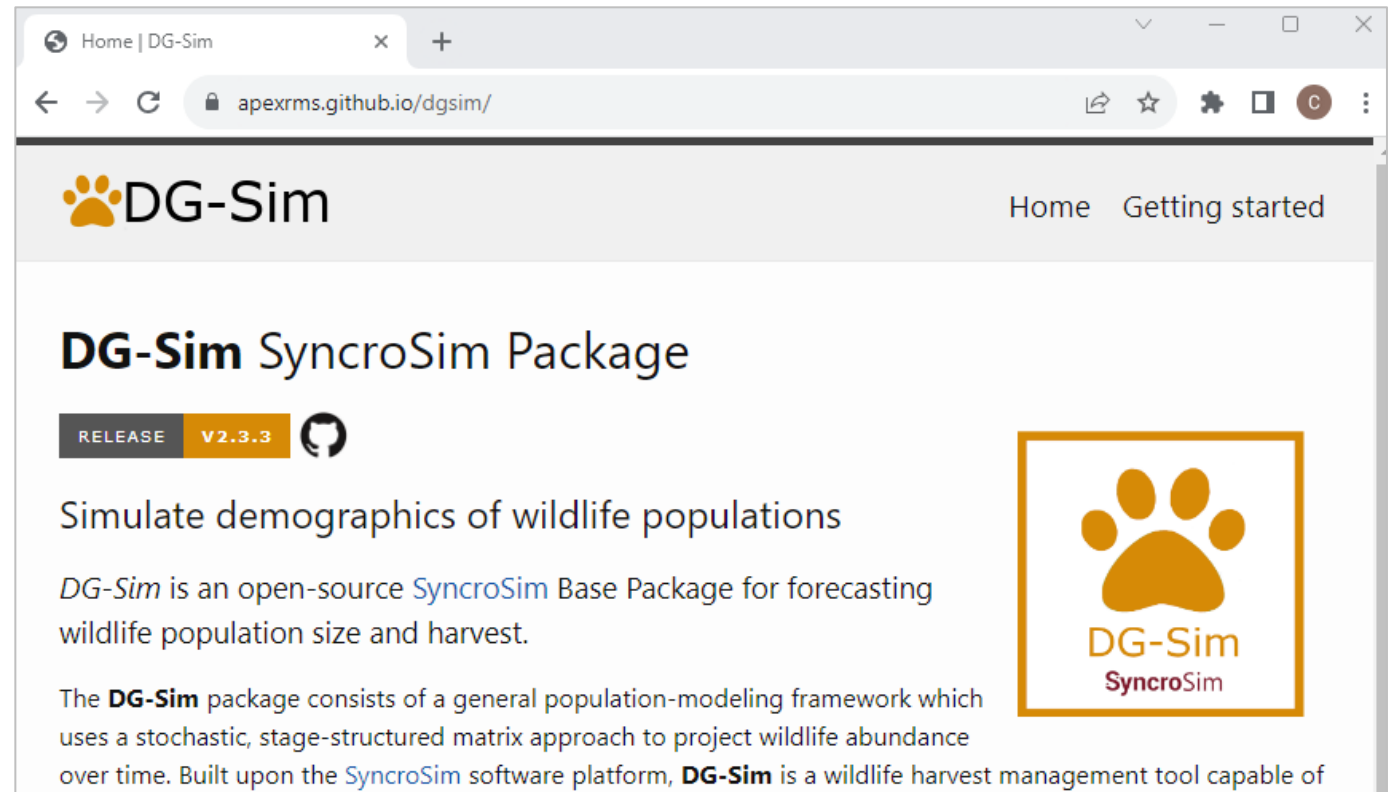 Home | DG-Sim
apexrms.github.io/dgsim/
C
DG-Sim
Home Getting started
DG-Sim SyncroSim Package
RELEASE V2.3.3
Simulate demographics of wildlife populations
DG-Sim is an open-source SyncroSim Base Package for forecasting
wildlife population size and harvest.
DG-Sim
SyncroSim
The DG-Sim package consists of a general population-modeling framework which
uses a stochastic, stage-structured matrix approach to project wildlife abundance
over time. Built upon the SyncroSim software platform, DG-Sim is a wildlife harvest management tool capable of